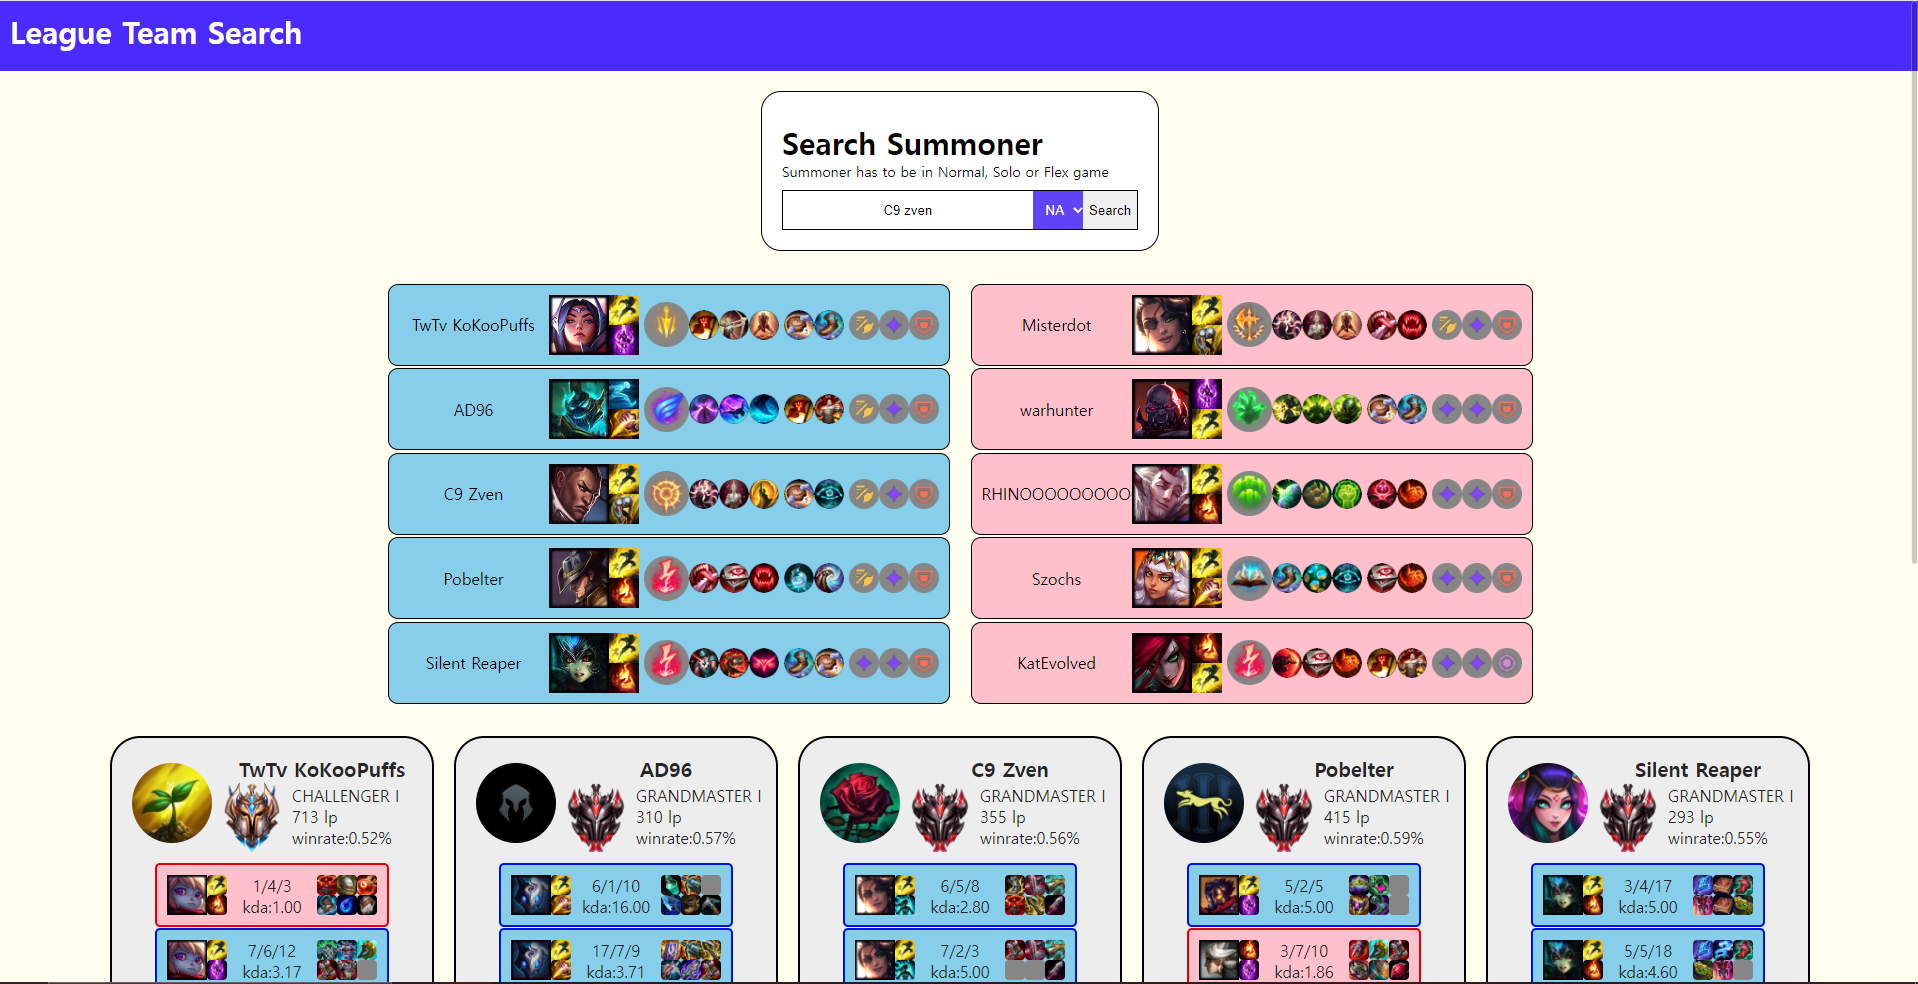 League Team Search
Search Summoner
Summoner has to be in Normal, Solo or Flex game
C9 zven NA Search
TwTv KoKooPuffs
AD96
C9 Zven
Pobelter
Silent Reaper
Misterdot
warhunter
RHINOOOOOOOOO
Szochs
KatEvolved
TwTv KoKooPuffs
CHALLENGER I
713 lp
winrate:0.52%
1/4/3
kda:1.00
7/6/12
kda:3.17
AD96
GRANDMASTER I
310 lp
winrate:0.57%
6/1/10
kda:16.00
17/7/9
kda:3.71
C9 Zven
GRANDMASTER I
355 lp
winrate:0.56%
6/5/8
kda:2.80
7/2/3
kda:5.00
Pobelter
GRANDMASTER I
415 lp
winrate:0.59%
5/2/5
kda:5.00
3/7/10
kda:1.86
Silent Reaper
GRANDMASTER I
293 lp
winrate:0.55%
3/4/17
kda:5.00
5/5/18
kda:4.60